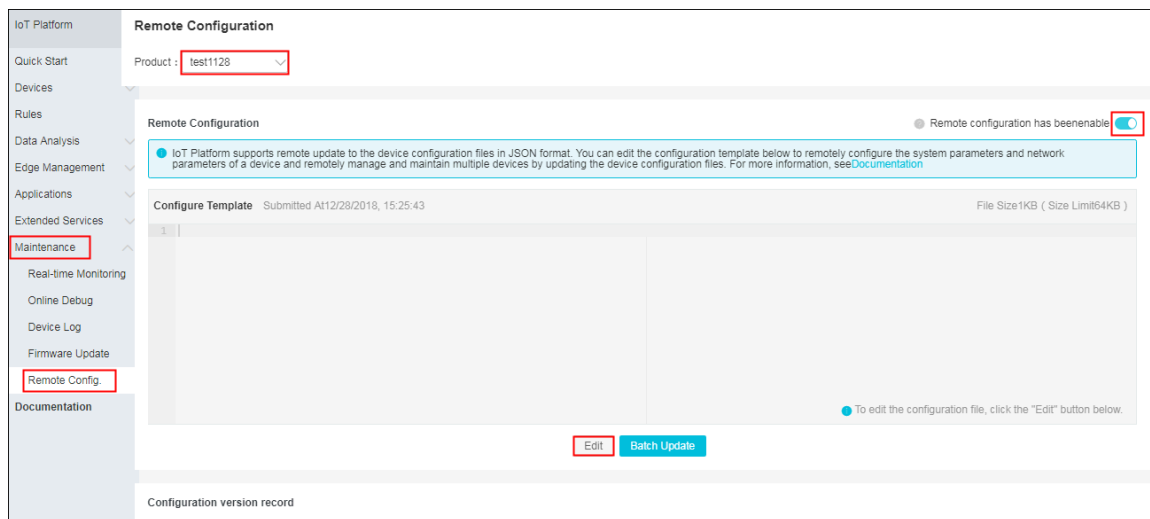 IoT Platform
Quick Start
Devices
Rules
Data Analysis
Edge Management
Applications
Extended Services
Maintenance
Real-time Monitoring
Online Debug
Device Log
Firmware Update
Remote Config.
Documentation
Remote Configuration
Product : test1128
Remote Configuration
Remote configuration has beenenable
IoT Platform supports remote update to the device configuration files in JSON format. You can edit the configuration template below to remotely configure the system parameters and network
parameters of a device and remotely manage and maintain multiple devices by updating the device configuration files. For more information, seeDocumentation
Configure Template Submitted At12/28/2018, 15:25:43
File Size1KB ( Size Limit64KB )
1
To edit the configuration file, click the "Edit" button below.
Edit Batch Update
Configuration version record